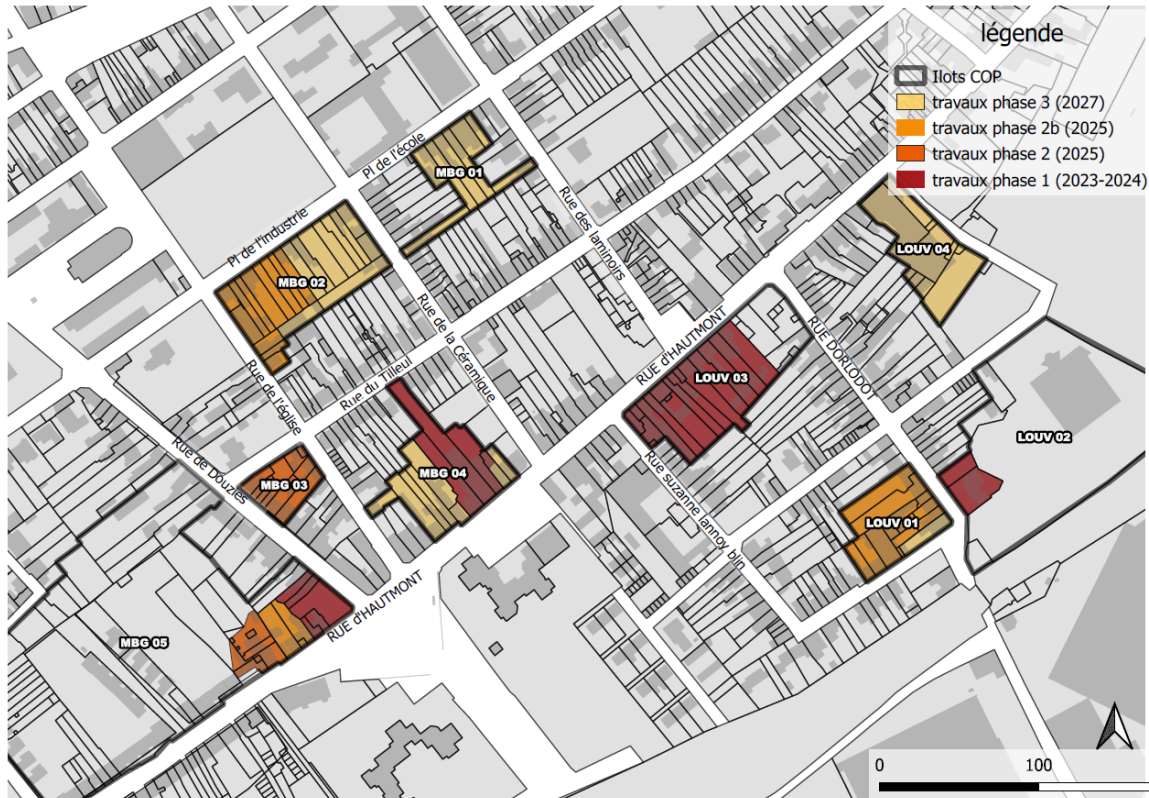 légende
Ilots COP
travaux phase 3 (2027)
travaux phase 2b (2025)
travaux phase 2 (2025)
travaux phase 1 (2023-2024)
Pl de l'école
MBG 01
Rue des laminoirs
Pl de l'industrie
MBG 02
LOUV 04
Rue de la Céramique
RUE d'HAUTMONT
RUE DORLODOT
LOUV 03
Rue du Tilleul
Rue de l'église
Rue de Douzies
MBG 03
MBG 04
LOUV 02
Rue suzanne lannoy blin
LOUV 01
RUE d'HAUTMONT
MBG 05
0
100